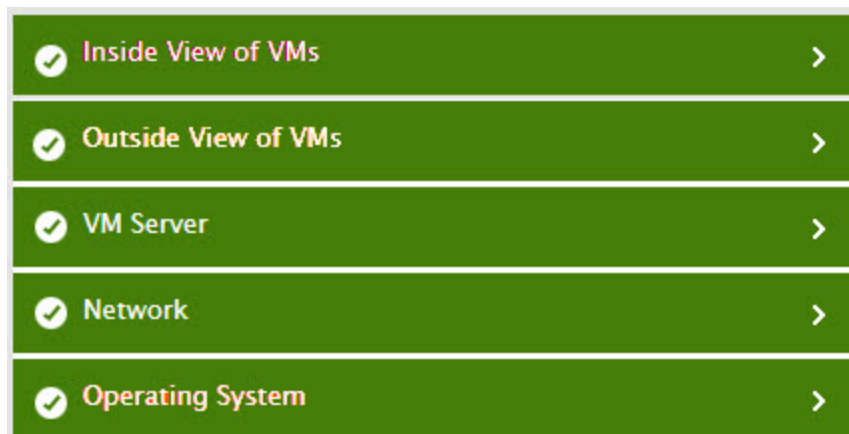 Inside View of VMs
Outside View of VMs
VM Server
Network
Operating System